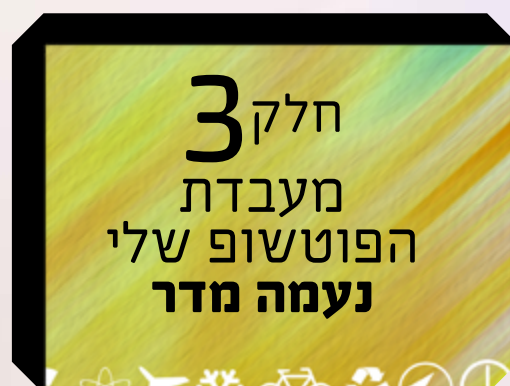 חלק 3
מעבדת
הפוטשופ שלי
נעמה מדר